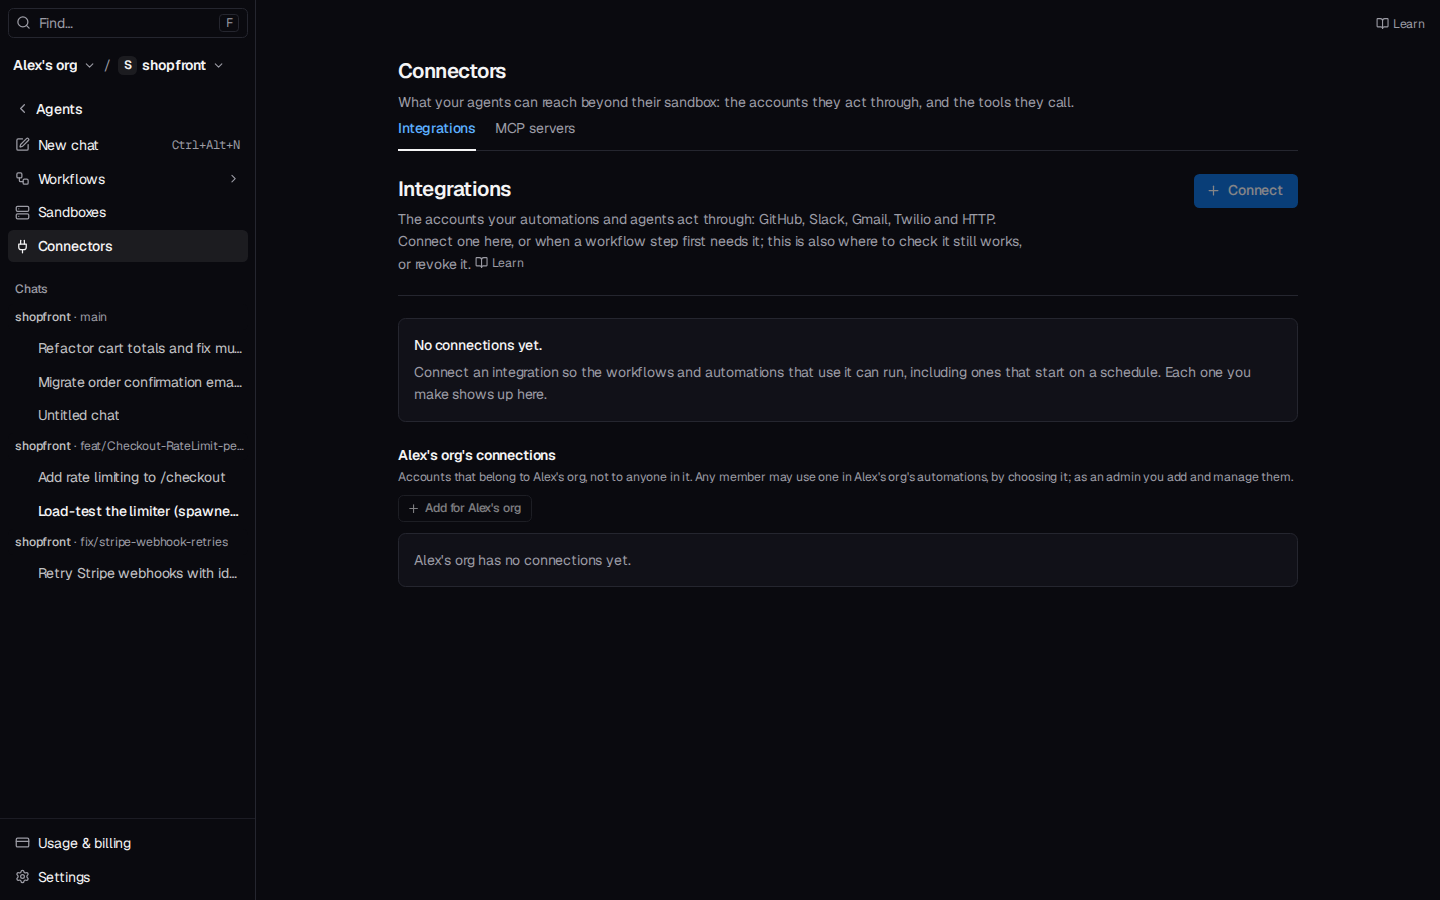 Find...
F
Learn
Alex's org / S shopfront
Agents
New chat Ctrl+Alt+N
Workflows
Sandboxes
Connectors
Chats
shopfront · main
Refactor cart totals and fix mu...
Migrate order confirmation ema...
Untitled chat
shopfront · feat/Checkout-RateLimit-pe...
Add rate limiting to /checkout
Load-test the limiter (spawne...
shopfront · fix/stripe-webhook-retries
Retry Stripe webhooks with id...
Usage & billing
Settings
Connectors
What your agents can reach beyond their sandbox: the accounts they act through, and the tools they call.
Integrations MCP servers
Integrations
Connect
The accounts your automations and agents act through: GitHub, Slack, Gmail, Twilio and HTTP.
Connect one here, or when a workflow step first needs it; this is also where to check it still works,
or revoke it. Learn
No connections yet.
Connect an integration so the workflows and automations that use it can run, including ones that start on a schedule. Each one you
make shows up here.
Alex's org's connections
Accounts that belong to Alex's org, not to anyone in it. Any member may use one in Alex's org's automations, by choosing it; as an admin you add and manage them.
Add for Alex's org
Alex's org has no connections yet.